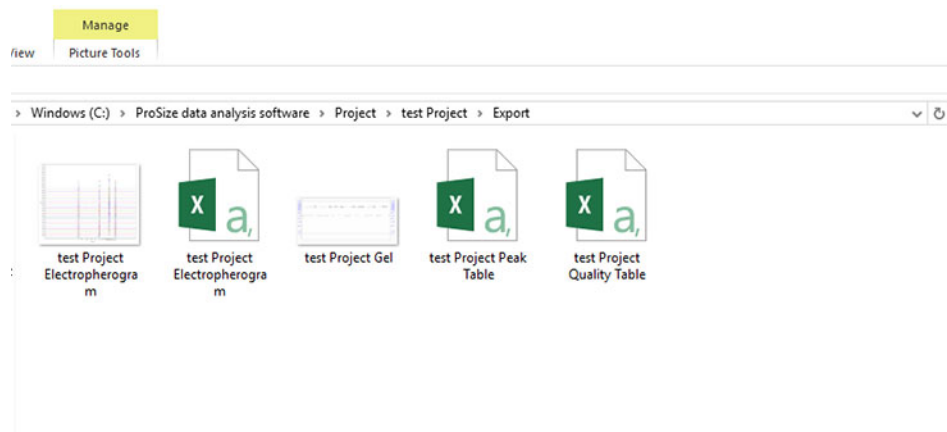 Manage
View
Picture Tools
> Windows (C:) > ProSize data analysis software > Project > test Project > Export
test Project
Electropherogra
m
test Project
Electropherogra
m
test Project Gel
test Project Peak
Table
test Project
Quality Table